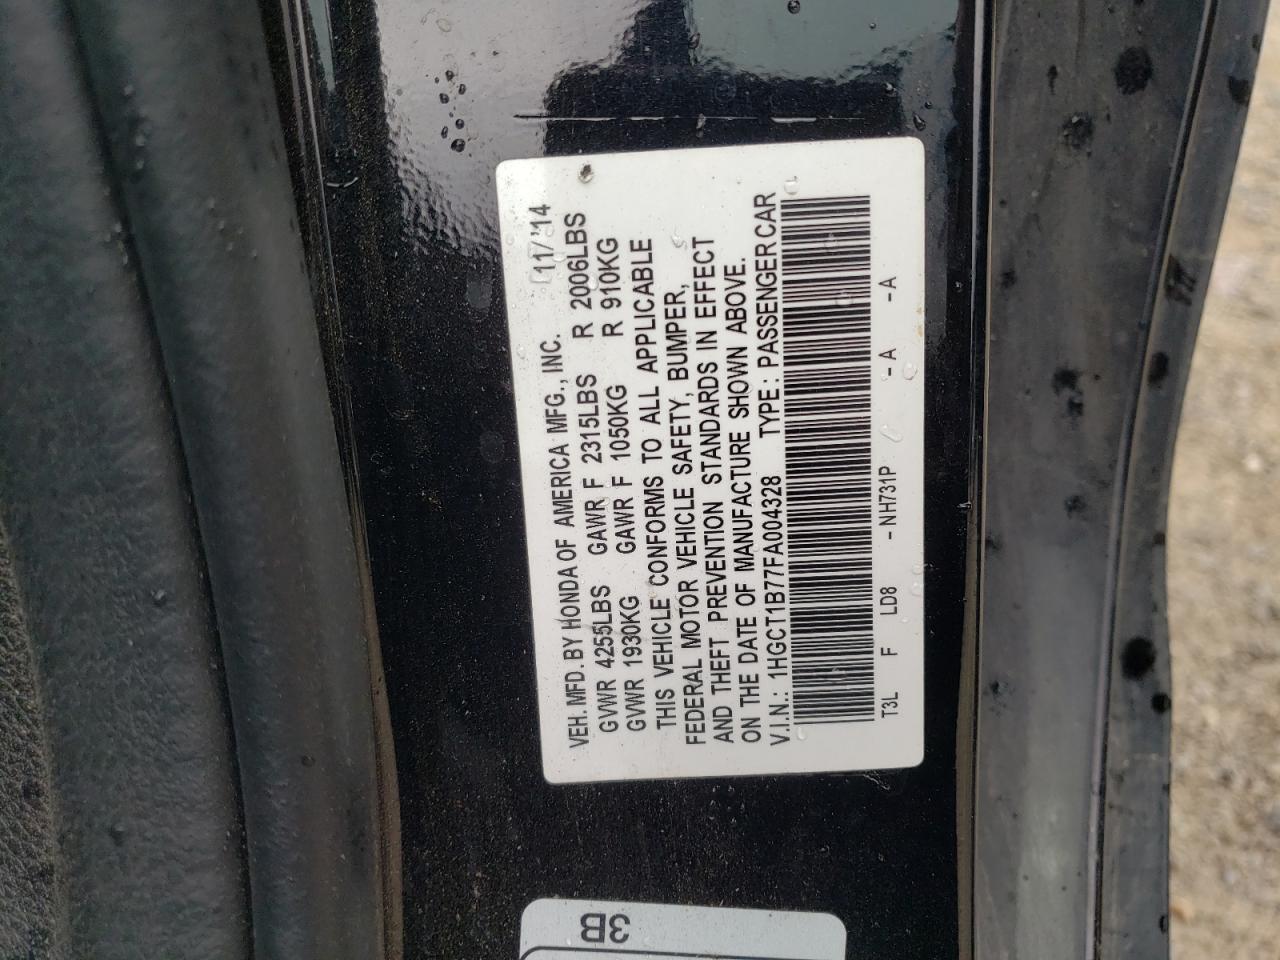 VEH. MFD. BY HONDA OF AMERICA MFG., INC. 11/'14
GVWR 4255LBS GAWR F 2315LBS R 2006LBS
GVWR 1930KG GAWR F 1050KG R 910KG
THIS VEHICLE CONFORMS TO ALL APPLICABLE
FEDERAL MOTOR VEHICLE SAFETY, BUMPER,
AND THEFT PREVENTION STANDARDS IN EFFECT
ON THE DATE OF MANUFACTURE SHOWN ABOVE.
V.I.N.: 1HGCT1B77FA004328 TYPE: PASSENGER CAR
T3L F LD8 -NH731P -A -A